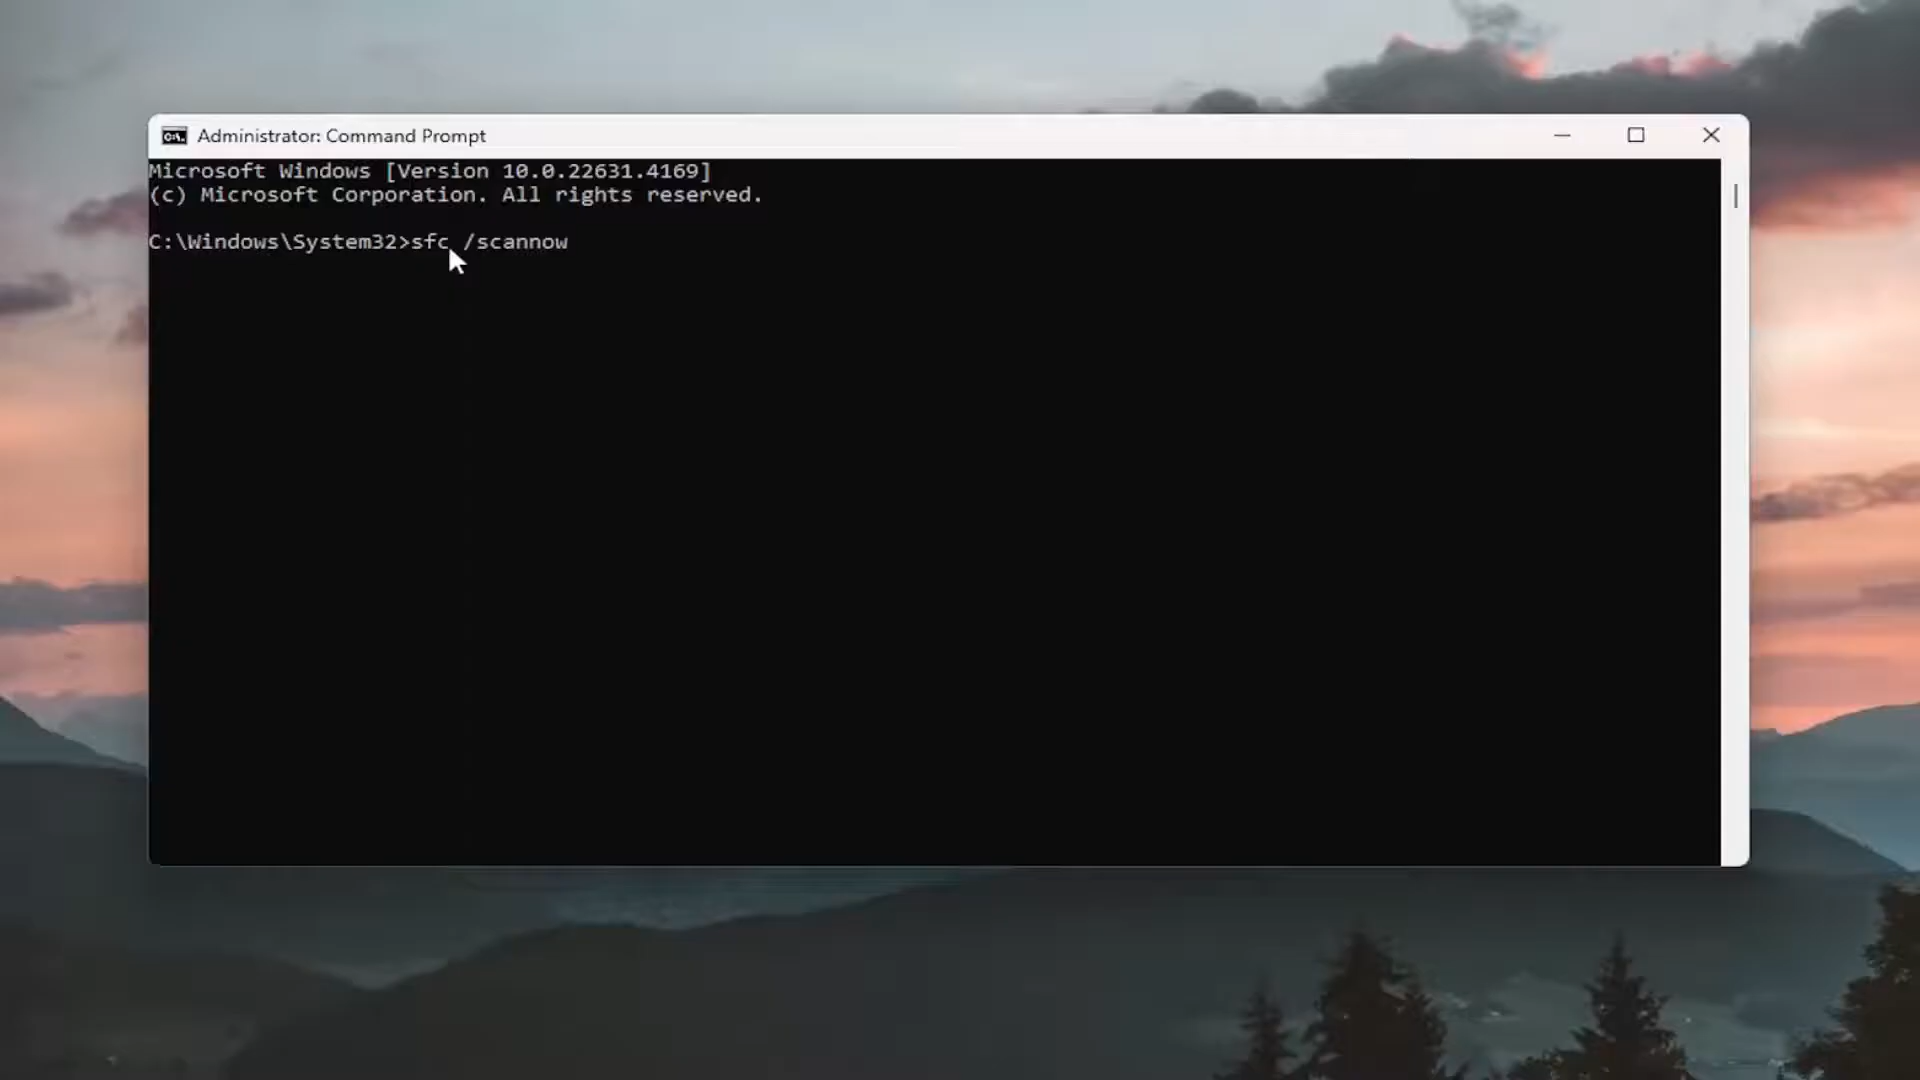 Administrator: Command Prompt
Microsoft Windows [Version 10.0.22631.4169]
(c) Microsoft Corporation. All rights reserved.
C:\Windows\System32>sfc /scannow